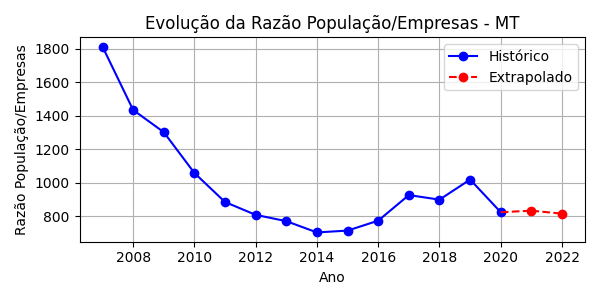 Evolução da Razão População/Empresas - MT
Razão População/Empresas
1800
1600
1400
1200
1000
800
Histórico
Extrapolado
2008 2010 2012 2014 2016 2018 2020 2022
Ano